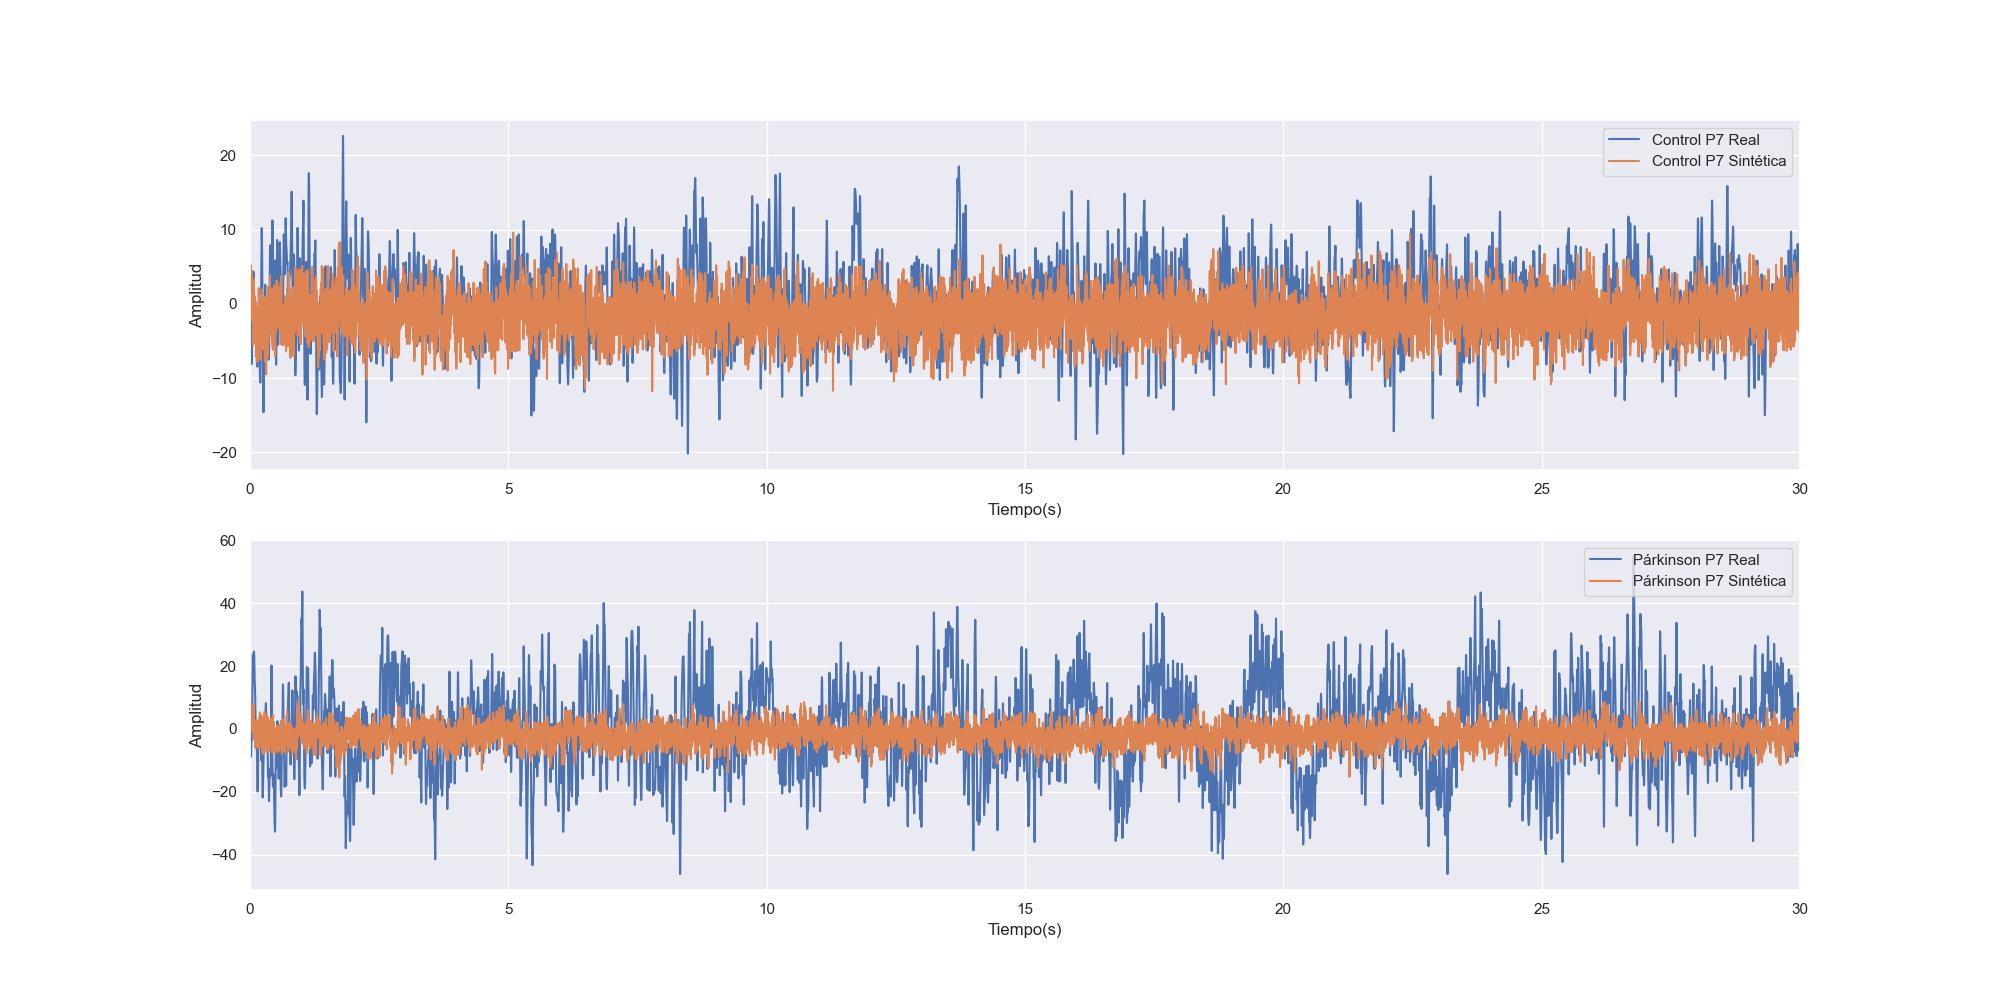 Control P7 Real
Control P7 Sintética
20
10
0
−10
−20
Amplitud
0 5 10 15 20 25 30
Tiempo(s)
Párkinson P7 Real
Párkinson P7 Sintética
60
40
20
0
−20
−40
Amplitud
0 5 10 15 20 25 30
Tiempo(s)